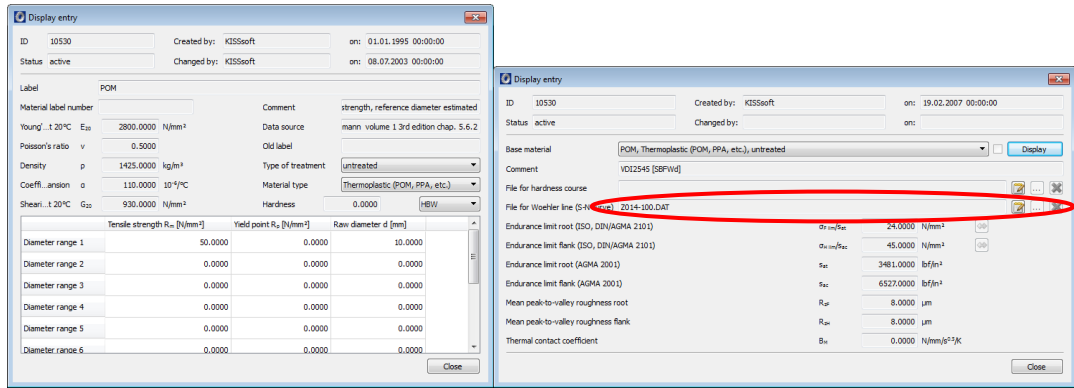 Display entry
ID 10530 Created by: KISSsoft on: 01.01.1995 00:00:00
Status active Changed by: KISSsoft on: 08.07.2003 00:00:00
Label POM
Material label number Comment strength, reference diameter estimated
Young'...t 20°C E₂₀ 2800.0000 N/mm² Data source mann volume 1 3rd edition chap. 5.6.2
Poisson's ratio ν 0.5000 Old label
Density ρ 1425.0000 kg/m³ Type of treatment untreated
Coeffi...ansion α 110.0000 10⁻⁶/°C Material type Thermoplastic (POM, PPA, etc.)
Sheari...t 20°C G₂₀ 930.0000 N/mm² Hardness 0.0000 HBW
Tensile strength Rₘ [N/mm²] Yield point Rₚ [N/mm²] Raw diameter d [mm]
Diameter range 1 50.0000 0.0000 10.0000
Diameter range 2 0.0000 0.0000 0.0000
Diameter range 3 0.0000 0.0000 0.0000
Diameter range 4 0.0000 0.0000 0.0000
Diameter range 5 0.0000 0.0000 0.0000
Diameter range 6 0.0000 0.0000 0.0000
Close
Display entry
ID 10530 Created by: KISSsoft on: 19.02.2007 00:00:00
Status active Changed by: on:
Base material POM, Thermoplastic (POM, PPA, etc.), untreated Display
Comment VDI2545 [SBFWd]
File for hardness course ...
File for Woehler line (S-N curve) Z014-100.DAT ...
Endurance limit root (ISO, DIN/AGMA 2101) σF lim/sat 24.0000 N/mm²
Endurance limit flank (ISO, DIN/AGMA 2101) σH lim/sac 45.0000 N/mm²
Endurance limit root (AGMA 2001) sat 3481.0000 lbf/in²
Endurance limit flank (AGMA 2001) sac 6527.0000 lbf/in²
Mean peak-to-valley roughness root RzF 8.0000 μm
Mean peak-to-valley roughness flank RzH 8.0000 μm
Thermal contact coefficient BM 0.0000 N/mm/s⁰·⁵/K
Close